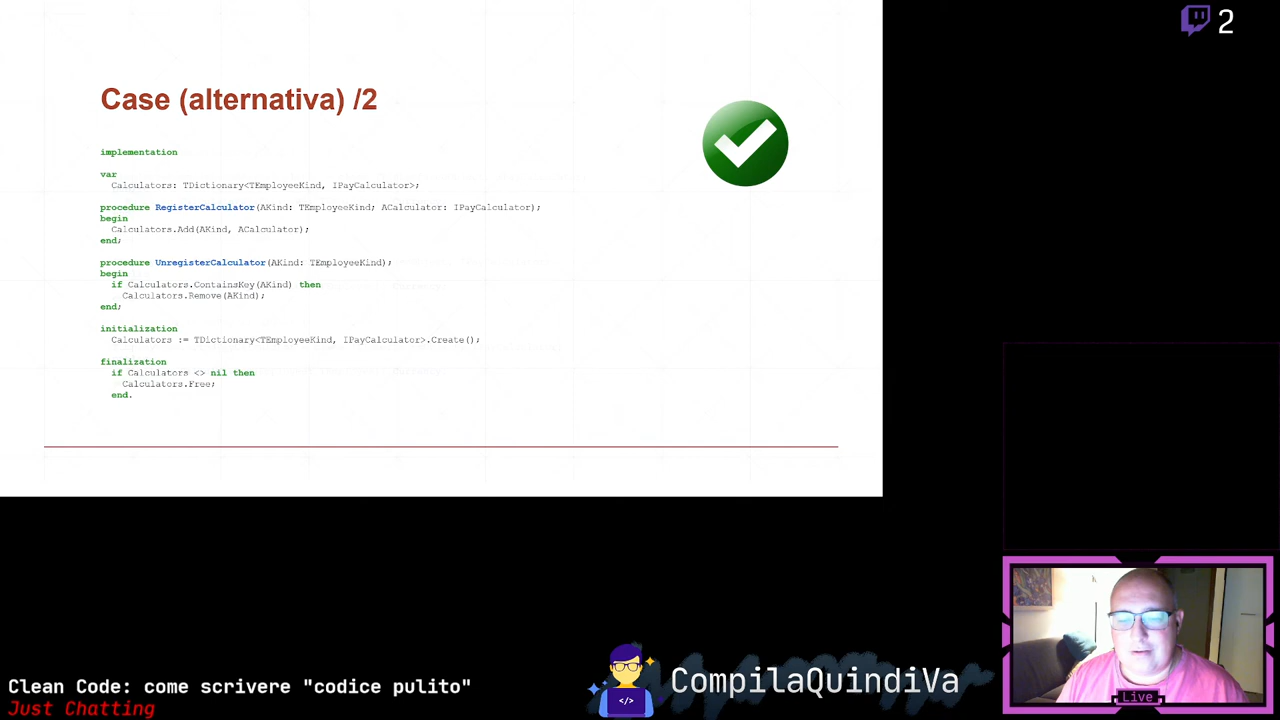 2
Case (alternativa) /2
implementation
var
Calculators: TDictionary<TEmployeeKind, IPayCalculator>;
procedure RegisterCalculator(AKind: TEmployeeKind; ACalculator: IPayCalculator);
begin
Calculators.Add(AKind, ACalculator);
end;
procedure UnregisterCalculator(AKind: TEmployeeKind);
begin
if Calculators.ContainsKey(AKind) then
Calculators.Remove(AKind);
end;
initialization
Calculators := TDictionary<TEmployeeKind, IPayCalculator>.Create();
finalization
if Calculators <> nil then
Calculators.Free;
end.
</>
CompilaQuindiVa
Live
Clean Code: come scrivere "codice pulito"
Just Chatting